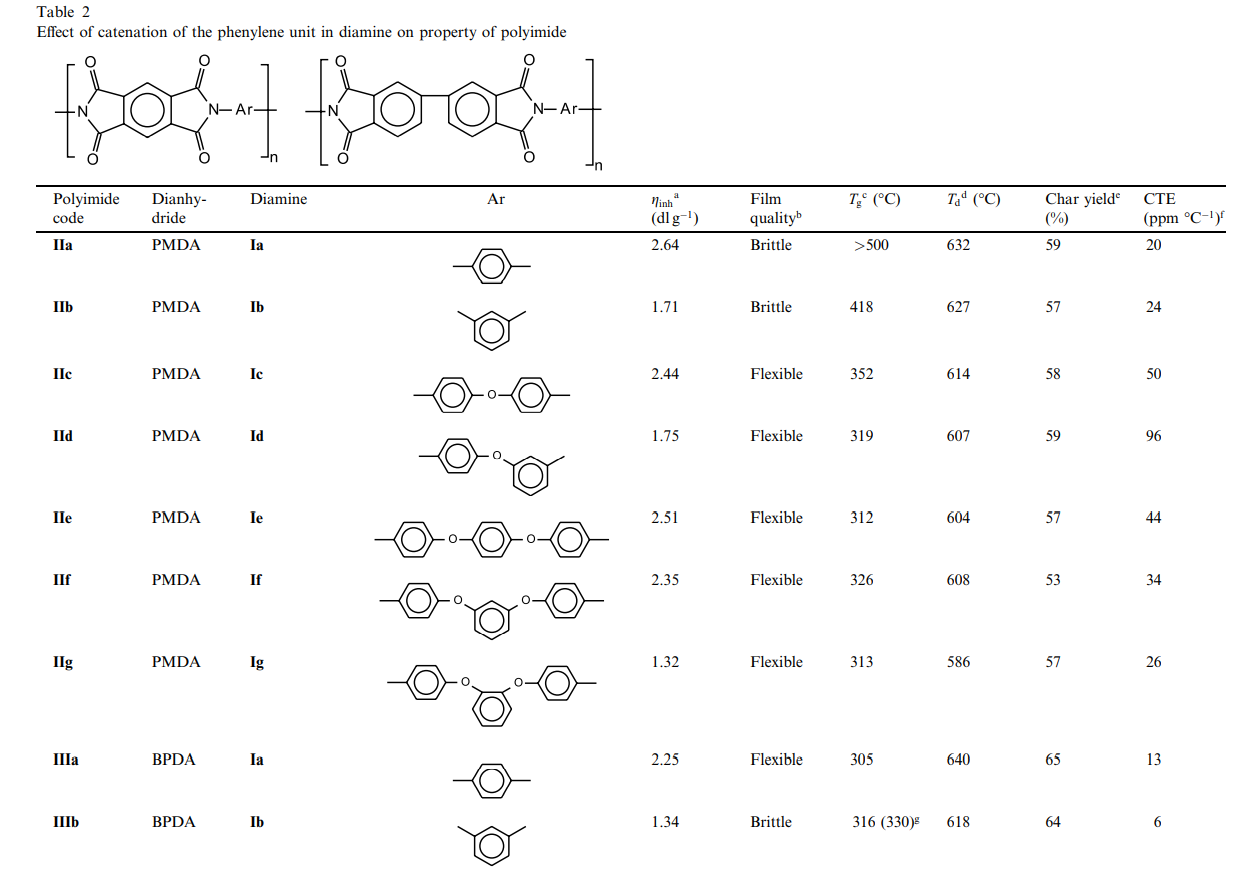 Table 2
Effect of catenation of the phenylene unit in diamine on property of polyimide
O O O O
N N– Ar N N– Ar
O O n O O n
Polyimide code Dianhy-dride Diamine Ar ηinhᵃ (dl g⁻¹) Film qualityᵇ Tgᶜ (°C) Tdᵈ (°C) Char yieldᵉ (%) CTE (ppm °C⁻¹)ᶠ
IIa PMDA Ia 2.64 Brittle >500 632 59 20
IIb PMDA Ib 1.71 Brittle 418 627 57 24
IIc PMDA Ic 2.44 Flexible 352 614 58 50
O
IId PMDA Id 1.75 Flexible 319 607 59 96
O
IIe PMDA Ie 2.51 Flexible 312 604 57 44
O O
IIf PMDA If 2.35 Flexible 326 608 53 34
O O
IIg PMDA Ig 1.32 Flexible 313 586 57 26
O O
IIIa BPDA Ia 2.25 Flexible 305 640 65 13
IIIb BPDA Ib 1.34 Brittle 316 (330)ᵍ 618 64 6